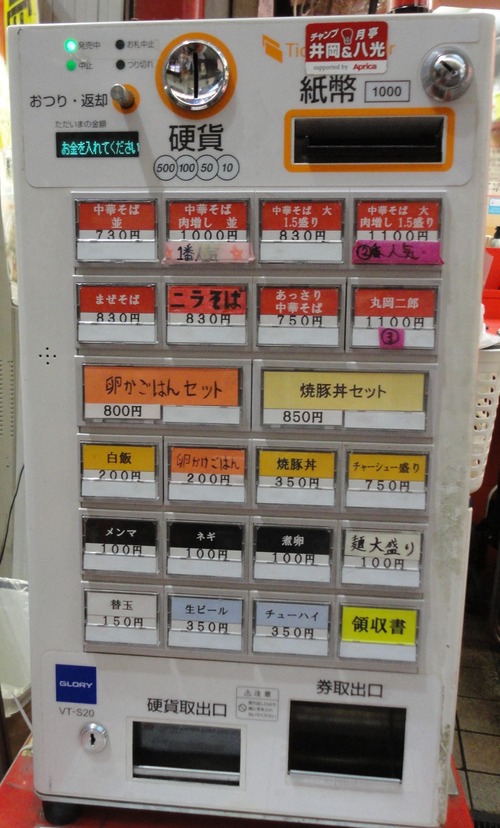 発売中
お札中止
中止
つり切れ
おつり・返却
ただいまの金額
お金を入れてください
硬貨
500 100 50 10
チャンプ 月亭
井岡&八光
supported by Aprica
紙幣 1000
中華そば 並
730円
中華そば 肉増し 並
1000円
1番人気
中華そば 大 1.5盛り
830円
中華そば 大 肉増し 1.5盛り
1100円
②番人気
まぜそば
830円
ニラそば
830円
あっさり 中華そば
750円
丸岡二郎
1100円
③
卵かごはんセット
800円
焼豚丼セット
850円
白飯
200円
卵かけごはん
200円
焼豚丼
350円
チャーシュー盛り
750円
メンマ
100円
ネギ
100円
煮卵
100円
麺大盛り
100円
替玉
150円
生ビール
350円
チューハイ
350円
領収書
GLORY
VT-S20
硬貨取出口
注意
券取出口